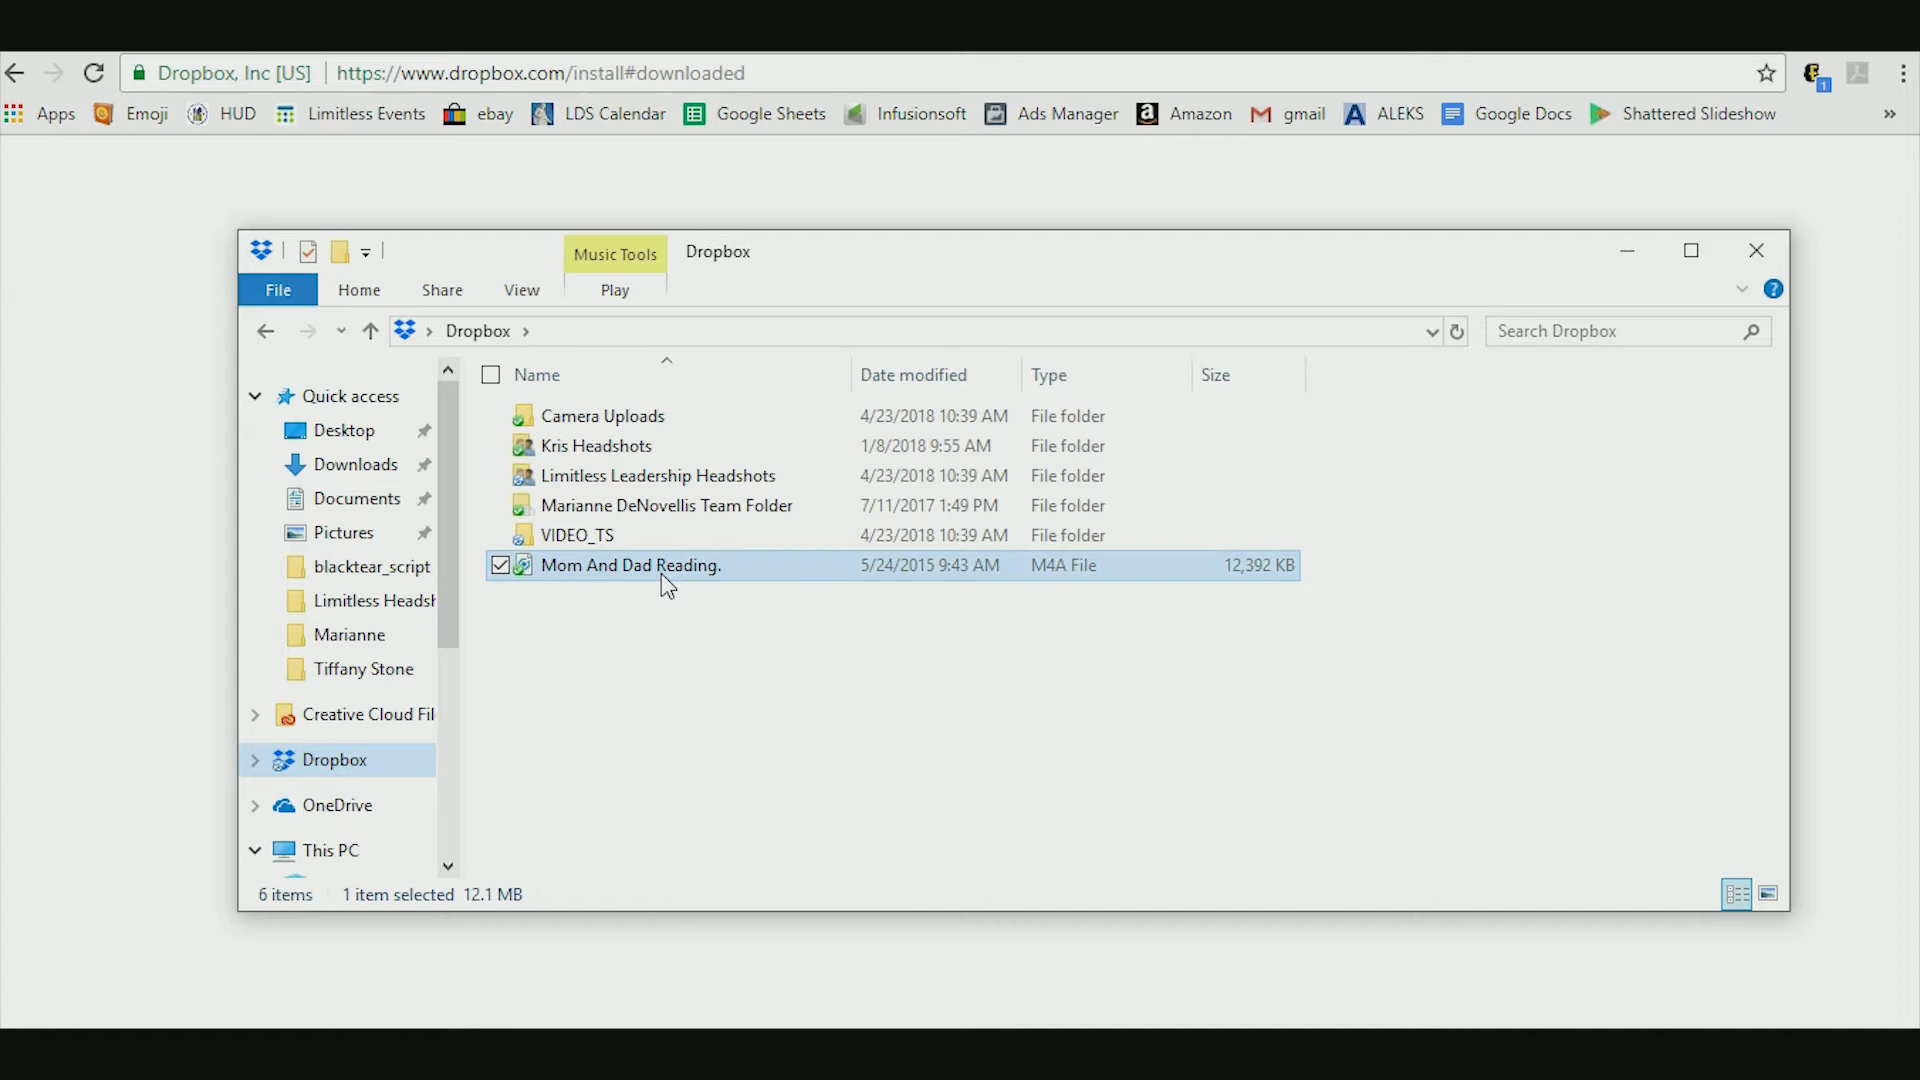 Dropbox, Inc [US] https://www.dropbox.com/install#downloaded
1
Apps Emoji HUD Limitless Events ebay LDS Calendar Google Sheets Infusionsoft Ads Manager Amazon gmail ALEKS Google Docs Shattered Slideshow »
Music Tools Dropbox
File Home Share View Play ?
Dropbox Search Dropbox
Name Date modified Type Size
Quick access
Desktop
Downloads
Documents
Pictures
blacktear_script
Limitless Headsh
Marianne
Tiffany Stone
Creative Cloud Fil
Dropbox
OneDrive
This PC
Camera Uploads 4/23/2018 10:39 AM File folder
Kris Headshots 1/8/2018 9:55 AM File folder
Limitless Leadership Headshots 4/23/2018 10:39 AM File folder
Marianne DeNovellis Team Folder 7/11/2017 1:49 PM File folder
VIDEO_TS 4/23/2018 10:39 AM File folder
Mom And Dad Reading. 5/24/2015 9:43 AM M4A File 12,392 KB
6 items 1 item selected 12.1 MB